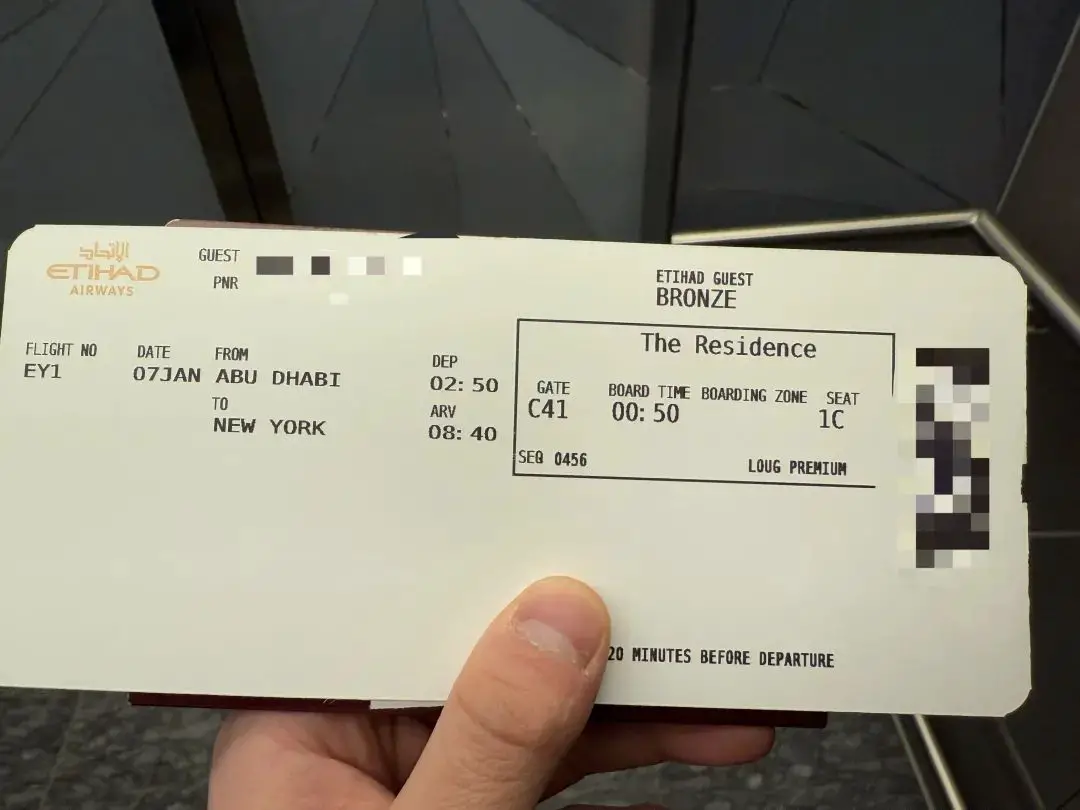 الإتحاد
ETIHAD
AIRWAYS
GUEST
PNR
ETIHAD GUEST
BRONZE
FLIGHT NO
EY1
DATE
07JAN
FROM
ABU DHABI
TO
NEW YORK
DEP
02:50
ARV
08:40
The Residence
GATE
C41
BOARD TIME
00:50
BOARDING ZONE
SEAT
1C
SEQ 0456
LOUG PREMIUM
20 MINUTES BEFORE DEPARTURE